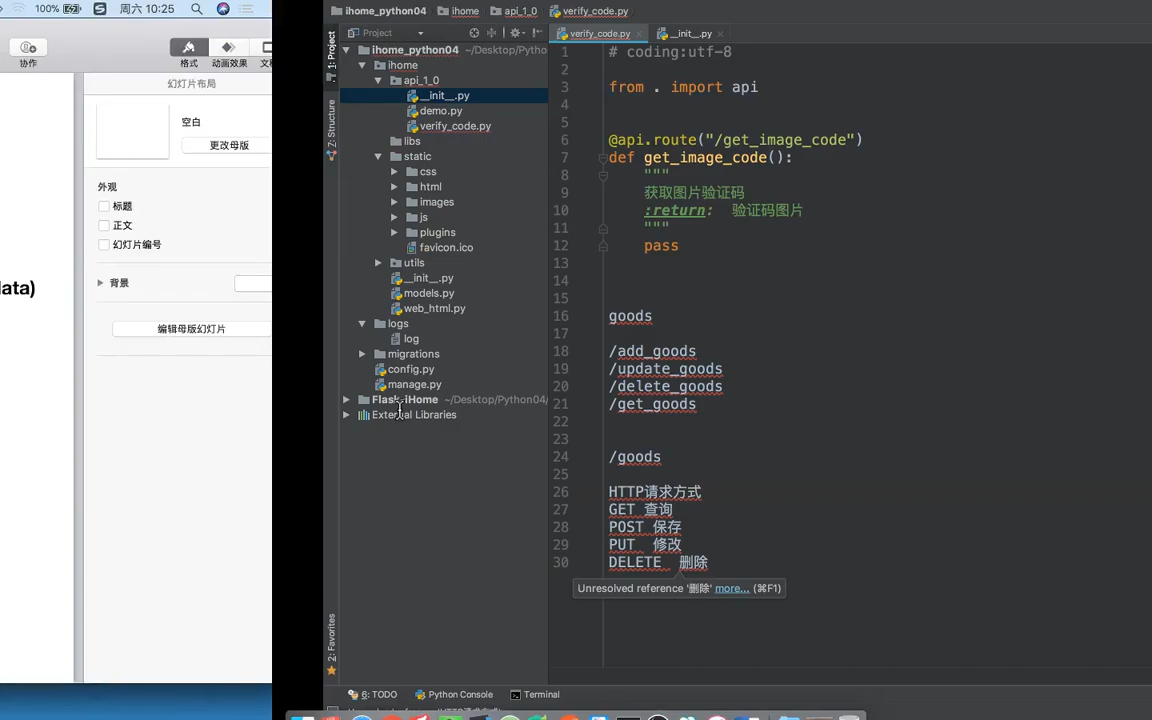 100% 周六 10:25
协作
格式
动画效果
幻灯片布局
空白
更改母版
外观
标题
正文
幻灯片编号
lata)
背景
编辑母版幻灯片
ihome_python04 ihome api_1_0 verify_code.py
Project
verify_code.py
__init__.py
1: Project
Z: Structure
2: Favorites
ihome_python04 ~/Desktop/Pytho
ihome
api_1_0
__init__.py
demo.py
verify_code.py
libs
static
css
html
images
js
plugins
favicon.ico
utils
__init__.py
models.py
web_html.py
logs
log
migrations
config.py
manage.py
Flask-iHome ~/Desktop/Python04/
External Libraries
1 # coding:utf-8
2
3 from . import api
4
5
6 @api.route("/get_image_code")
7 def get_image_code():
8 """
9 获取图片验证码
10 :return: 验证码图片
11 """
12 pass
13
14
15
16 goods
17
18 /add_goods
19 /update_goods
20 /delete_goods
21 /get_goods
22
23
24 /goods
25
26 HTTP请求方式
27 GET 查询
28 POST 保存
29 PUT 修改
30 DELETE 删除
Unresolved reference '删除' more... (⌘F1)
6: TODO Python Console Terminal